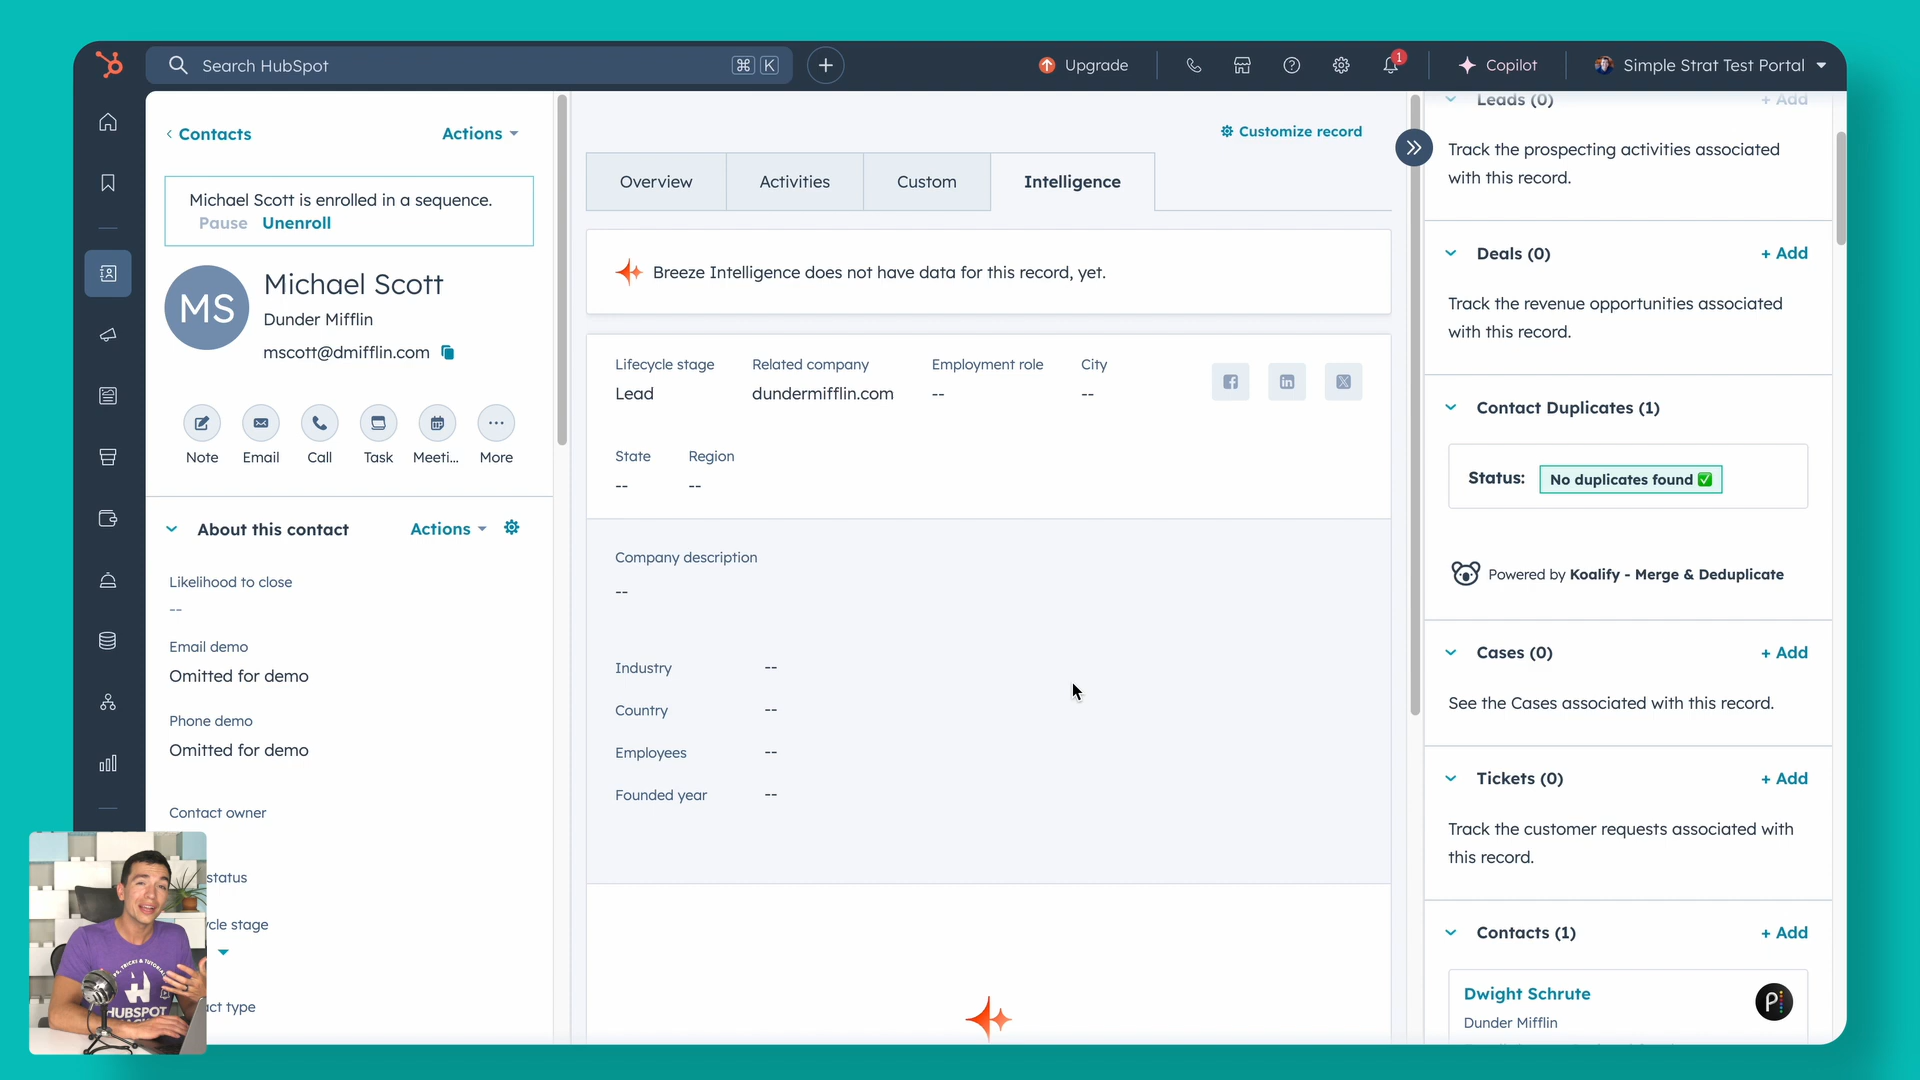 Search HubSpot
⌘ K
Upgrade
1
Copilot
Simple Strat Test Portal
Contacts
Actions
Michael Scott is enrolled in a sequence.
Pause Unenroll
MS
Michael Scott
Dunder Mifflin
mscott@dmifflin.com
Note Email Call Task Meeti... More
About this contact
Actions
Likelihood to close
--
Email demo
Omitted for demo
Phone demo
Omitted for demo
Contact owner
status
cle stage
act type
HUBSPOT
Customize record
Overview Activities Custom Intelligence
Breeze Intelligence does not have data for this record, yet.
Lifecycle stage Related company Employment role City
Lead dundermifflin.com -- --
State Region
-- --
Company description
--
Industry --
Country --
Employees --
Founded year --
Leads (0) + Add
Track the prospecting activities associated
with this record.
Deals (0) + Add
Track the revenue opportunities associated
with this record.
Contact Duplicates (1)
Status: No duplicates found ✅
Powered by Koalify - Merge & Deduplicate
Cases (0) + Add
See the Cases associated with this record.
Tickets (0) + Add
Track the customer requests associated with
this record.
Contacts (1) + Add
Dwight Schrute
Dunder Mifflin